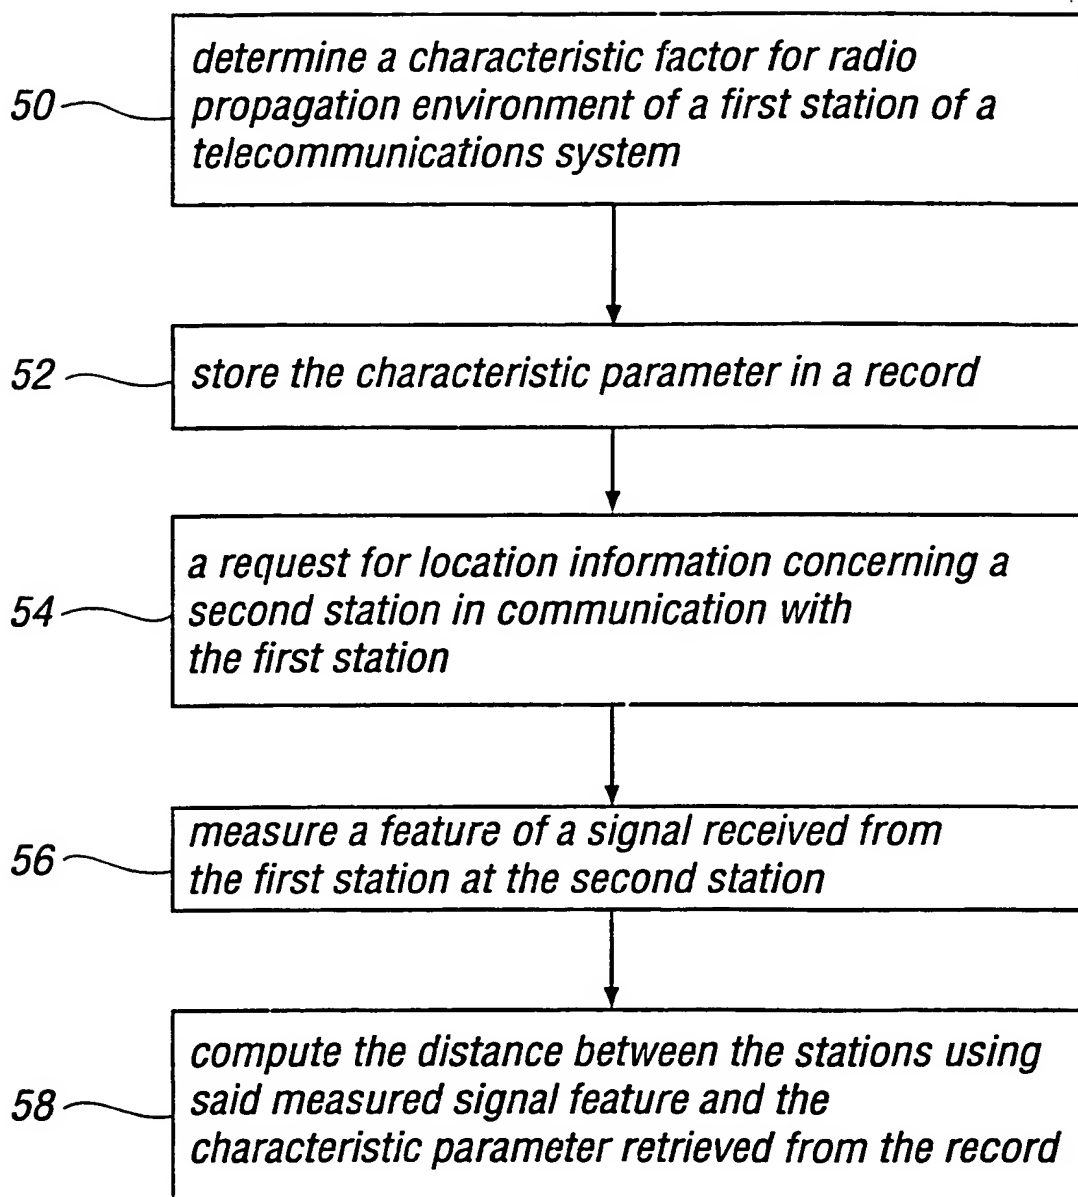 50
determine a characteristic factor for radio
propagation environment of a first station of a
telecommunications system
52
store the characteristic parameter in a record
54
a request for location information concerning a
second station in communication with
the first station
56
measure a feature of a signal received from
the first station at the second station
58
compute the distance between the stations using
said measured signal feature and the
characteristic parameter retrieved from the record